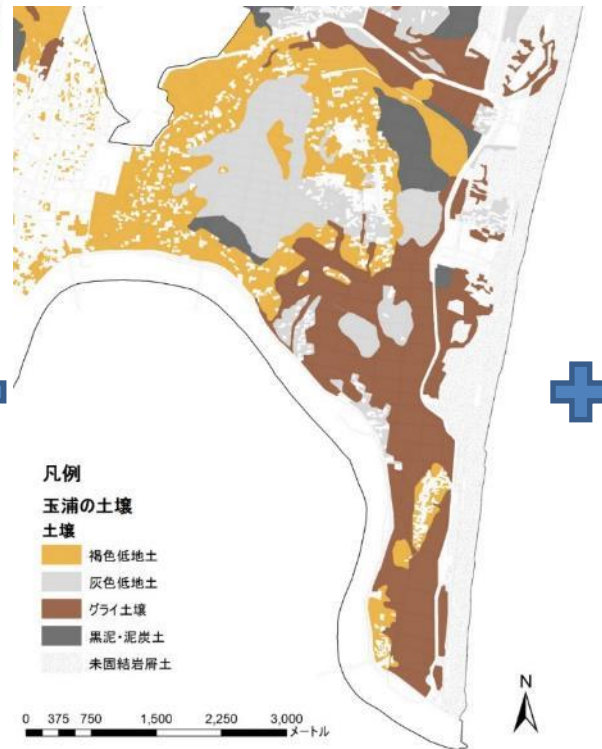 凡例
玉浦の土壌
土壌
褐色低地土
灰色低地土
グライ土壌
黒泥・泥炭土
未固結岩屑土
0 375 750 1,500 2,250 3,000
メートル
N